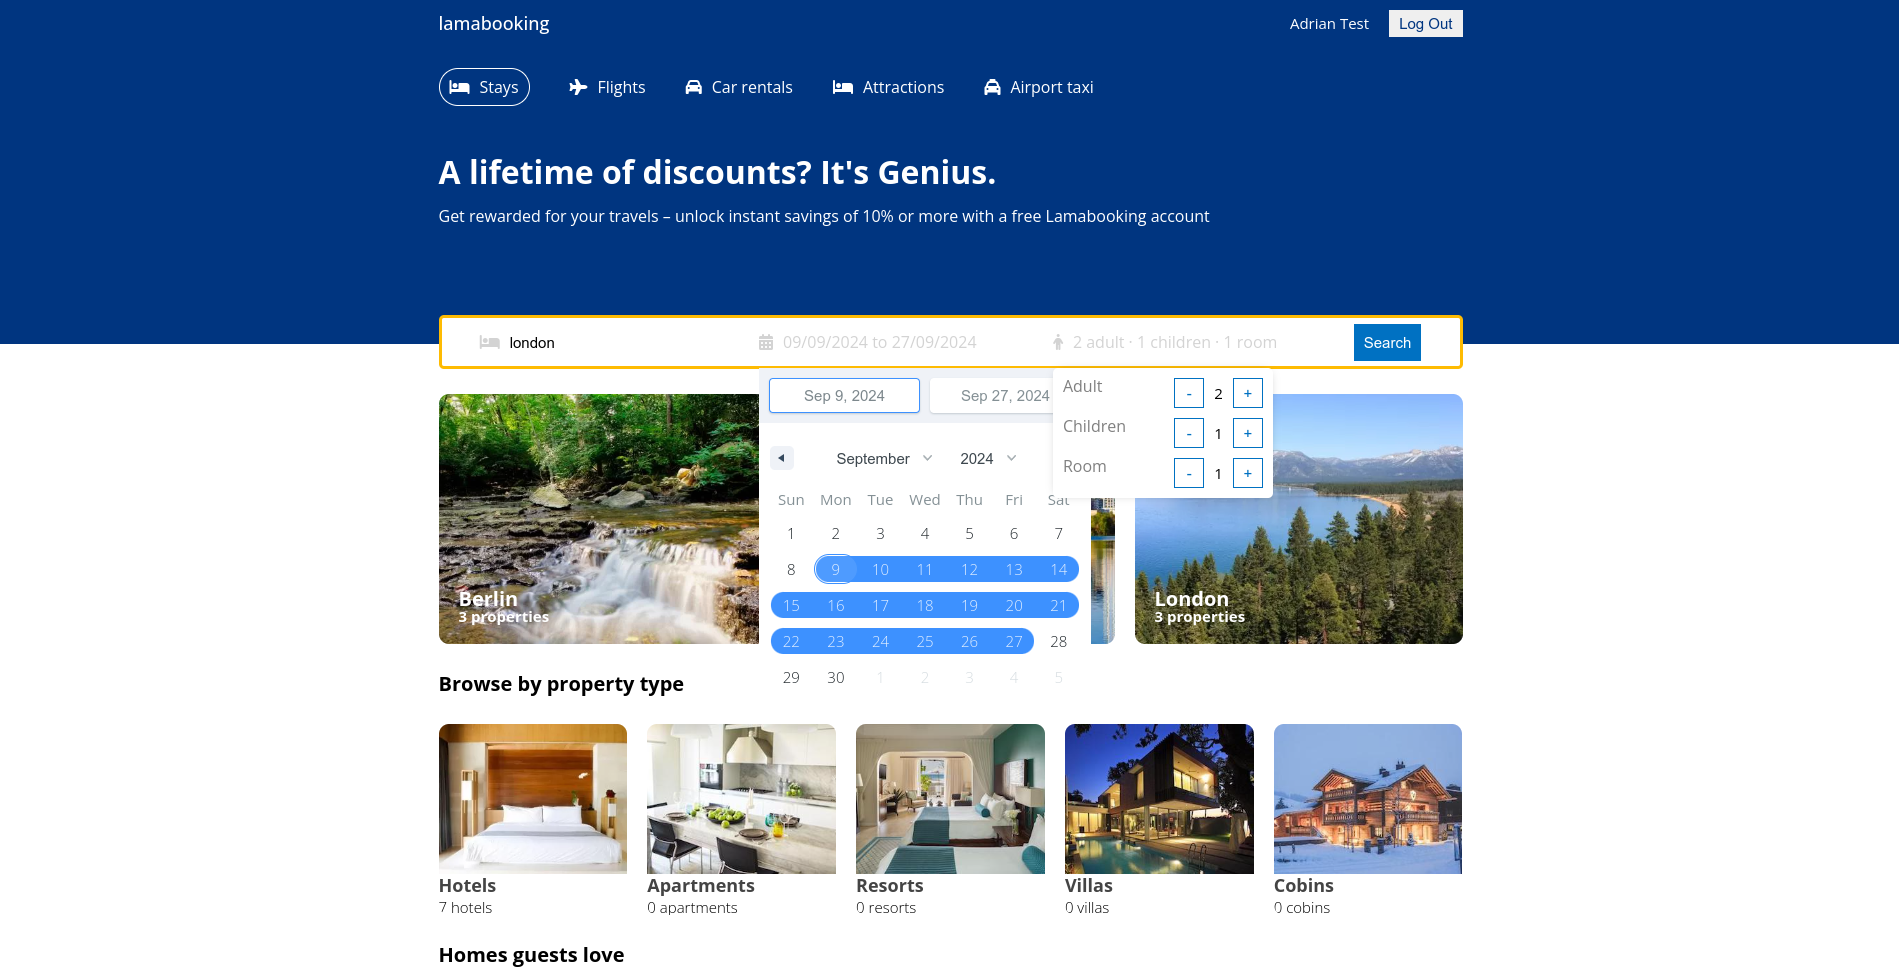 lamabooking
Adrian Test
Log Out
Stays
Flights
Car rentals
Attractions
Airport taxi
A lifetime of discounts? It's Genius.
Get rewarded for your travels – unlock instant savings of 10% or more with a free Lamabooking account
london
09/09/2024 to 27/09/2024
2 adult · 1 children · 1 room
Search
Sep 9, 2024
Sep 27, 2024
Adult
- 2 +
Children
- 1 +
Room
- 1 +
September
2024
Sun Mon Tue Wed Thu Fri Sat
1 2 3 4 5 6 7
8 9 10 11 12 13 14
15 16 17 18 19 20 21
22 23 24 25 26 27 28
29 30 1 2 3 4 5
Berlin
3 properties
London
3 properties
Browse by property type
Hotels
7 hotels
Apartments
0 apartments
Resorts
0 resorts
Villas
0 villas
Cobins
0 cobins
Homes guests love